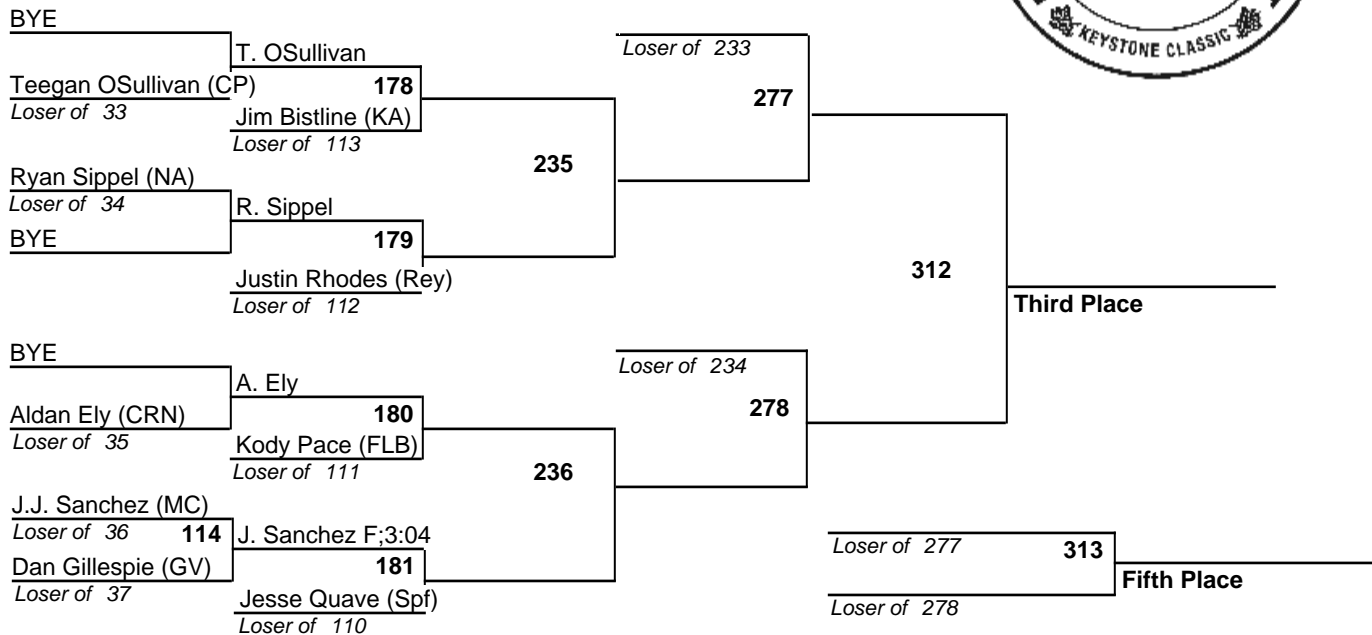 BYE
T. OSullivan
Teegan OSullivan (CP)
178
Loser of 33
Jim Bistline (KA)
Loser of 113
235
Ryan Sippel (NA)
Loser of 34
R. Sippel
BYE
179
Justin Rhodes (Rey)
Loser of 112
BYE
A. Ely
Aldan Ely (CRN)
180
Loser of 35
Kody Pace (FLB)
Loser of 111
236
J.J. Sanchez (MC)
Loser of 36
114
J. Sanchez F;3:04
Dan Gillespie (GV)
181
Loser of 37
Jesse Quave (Spf)
Loser of 110
Loser of 233
277
312
Third Place
Loser of 234
278
Loser of 277
313
Fifth Place
Loser of 278
KEYSTONE CLASSIC